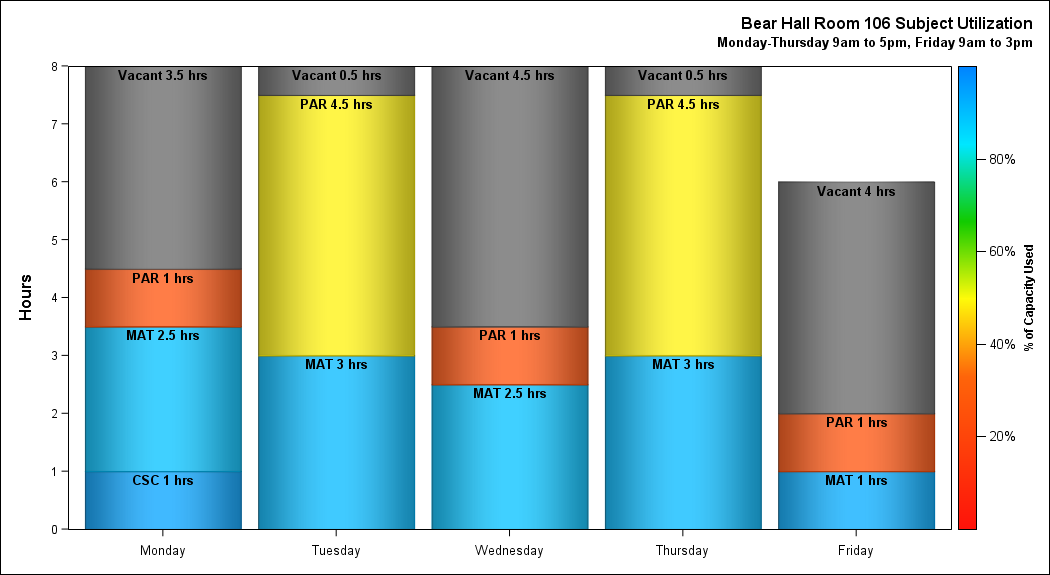 Bear Hall Room 106 Subject Utilization
Monday-Thursday 9am to 5pm, Friday 9am to 3pm
Hours
8
7
6
5
4
3
2
1
0
Vacant 3.5 hrs
PAR 1 hrs
MAT 2.5 hrs
CSC 1 hrs
Vacant 0.5 hrs
PAR 4.5 hrs
MAT 3 hrs
Vacant 4.5 hrs
PAR 1 hrs
MAT 2.5 hrs
Vacant 0.5 hrs
PAR 4.5 hrs
MAT 3 hrs
Vacant 4 hrs
PAR 1 hrs
MAT 1 hrs
Monday
Tuesday
Wednesday
Thursday
Friday
80%
60%
40%
20%
% of Capacity Used